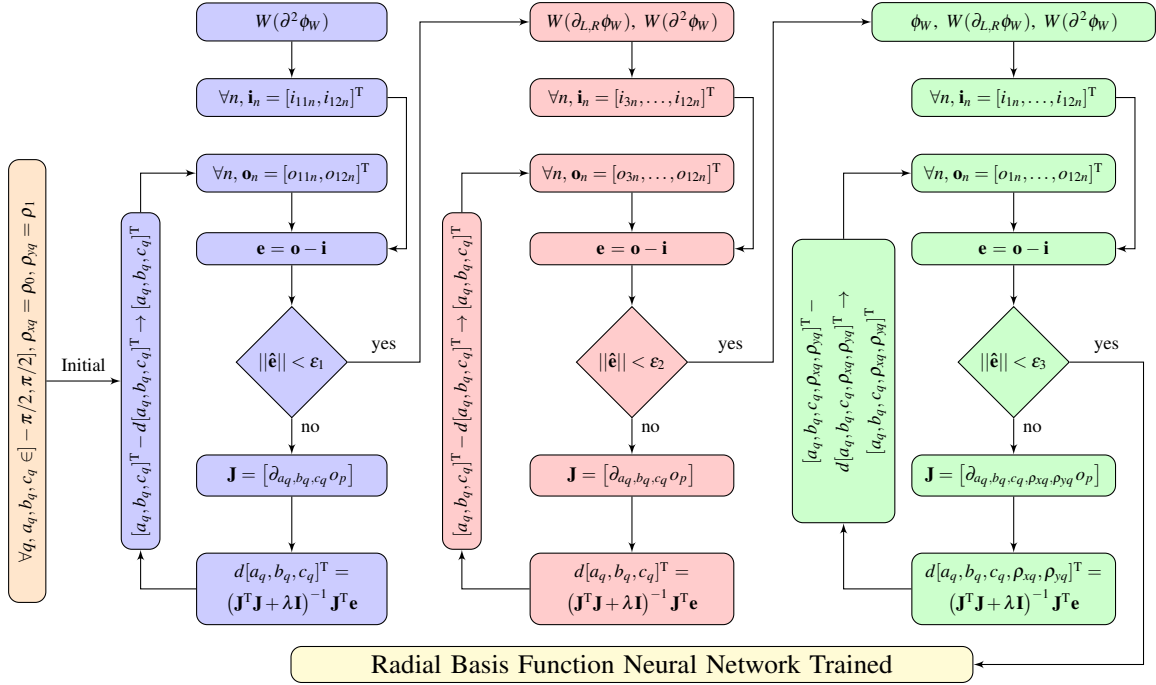 ∀q, a_q, b_q, c_q ∈] − π/2, π/2], ρ_xq = ρ_0, ρ_yq = ρ_1
Initial
W(∂²φ_W)
∀n, i_n = [i_11n, i_12n]^T
∀n, o_n = [o_11n, o_12n]^T
e = o − i
||ê|| < ε_1
yes
no
J = [∂_{a_q,b_q,c_q} o_p]
d[a_q, b_q, c_q]^T =
(J^T J + λI)^{−1} J^T e
[a_q, b_q, c_q]^T − d[a_q, b_q, c_q]^T → [a_q, b_q, c_q]^T
W(∂_{L,R}φ_W), W(∂²φ_W)
∀n, i_n = [i_3n, …, i_12n]^T
∀n, o_n = [o_3n, …, o_12n]^T
e = o − i
||ê|| < ε_2
yes
no
J = [∂_{a_q,b_q,c_q} o_p]
d[a_q, b_q, c_q]^T =
(J^T J + λI)^{−1} J^T e
[a_q, b_q, c_q]^T − d[a_q, b_q, c_q]^T → [a_q, b_q, c_q]^T
φ_W, W(∂_{L,R}φ_W), W(∂²φ_W)
∀n, i_n = [i_1n, …, i_12n]^T
∀n, o_n = [o_1n, …, o_12n]^T
e = o − i
||ê|| < ε_3
yes
no
J = [∂_{a_q,b_q,c_q,ρ_xq,ρ_yq} o_p]
d[a_q, b_q, c_q, ρ_xq, ρ_yq]^T =
(J^T J + λI)^{−1} J^T e
[a_q, b_q, c_q, ρ_xq, ρ_yq]^T −
d[a_q, b_q, c_q, ρ_xq, ρ_yq]^T →
[a_q, b_q, c_q, ρ_xq, ρ_yq]^T
Radial Basis Function Neural Network Trained